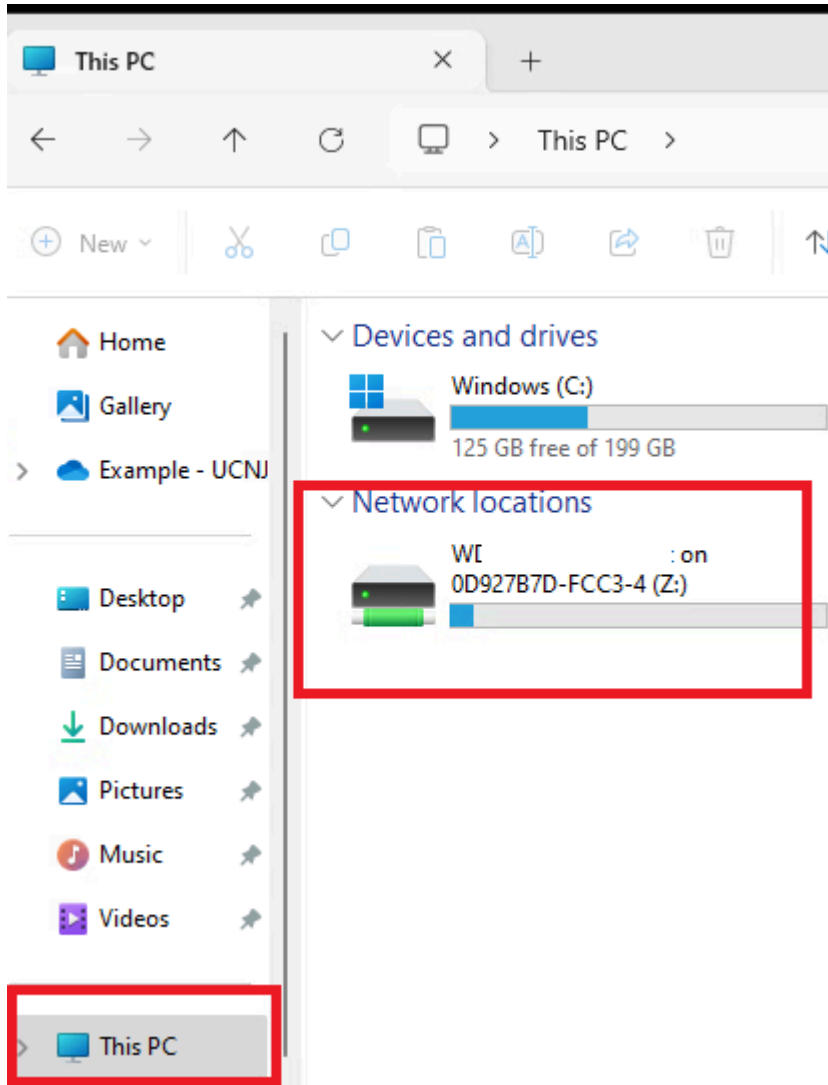 This PC
This PC
New
Home
Gallery
Example - UCNJ
Desktop
Documents
Downloads
Pictures
Music
Videos
This PC
Devices and drives
Windows (C:)
125 GB free of 199 GB
Network locations
: on
0D927B7D-FCC3-4 (Z:)